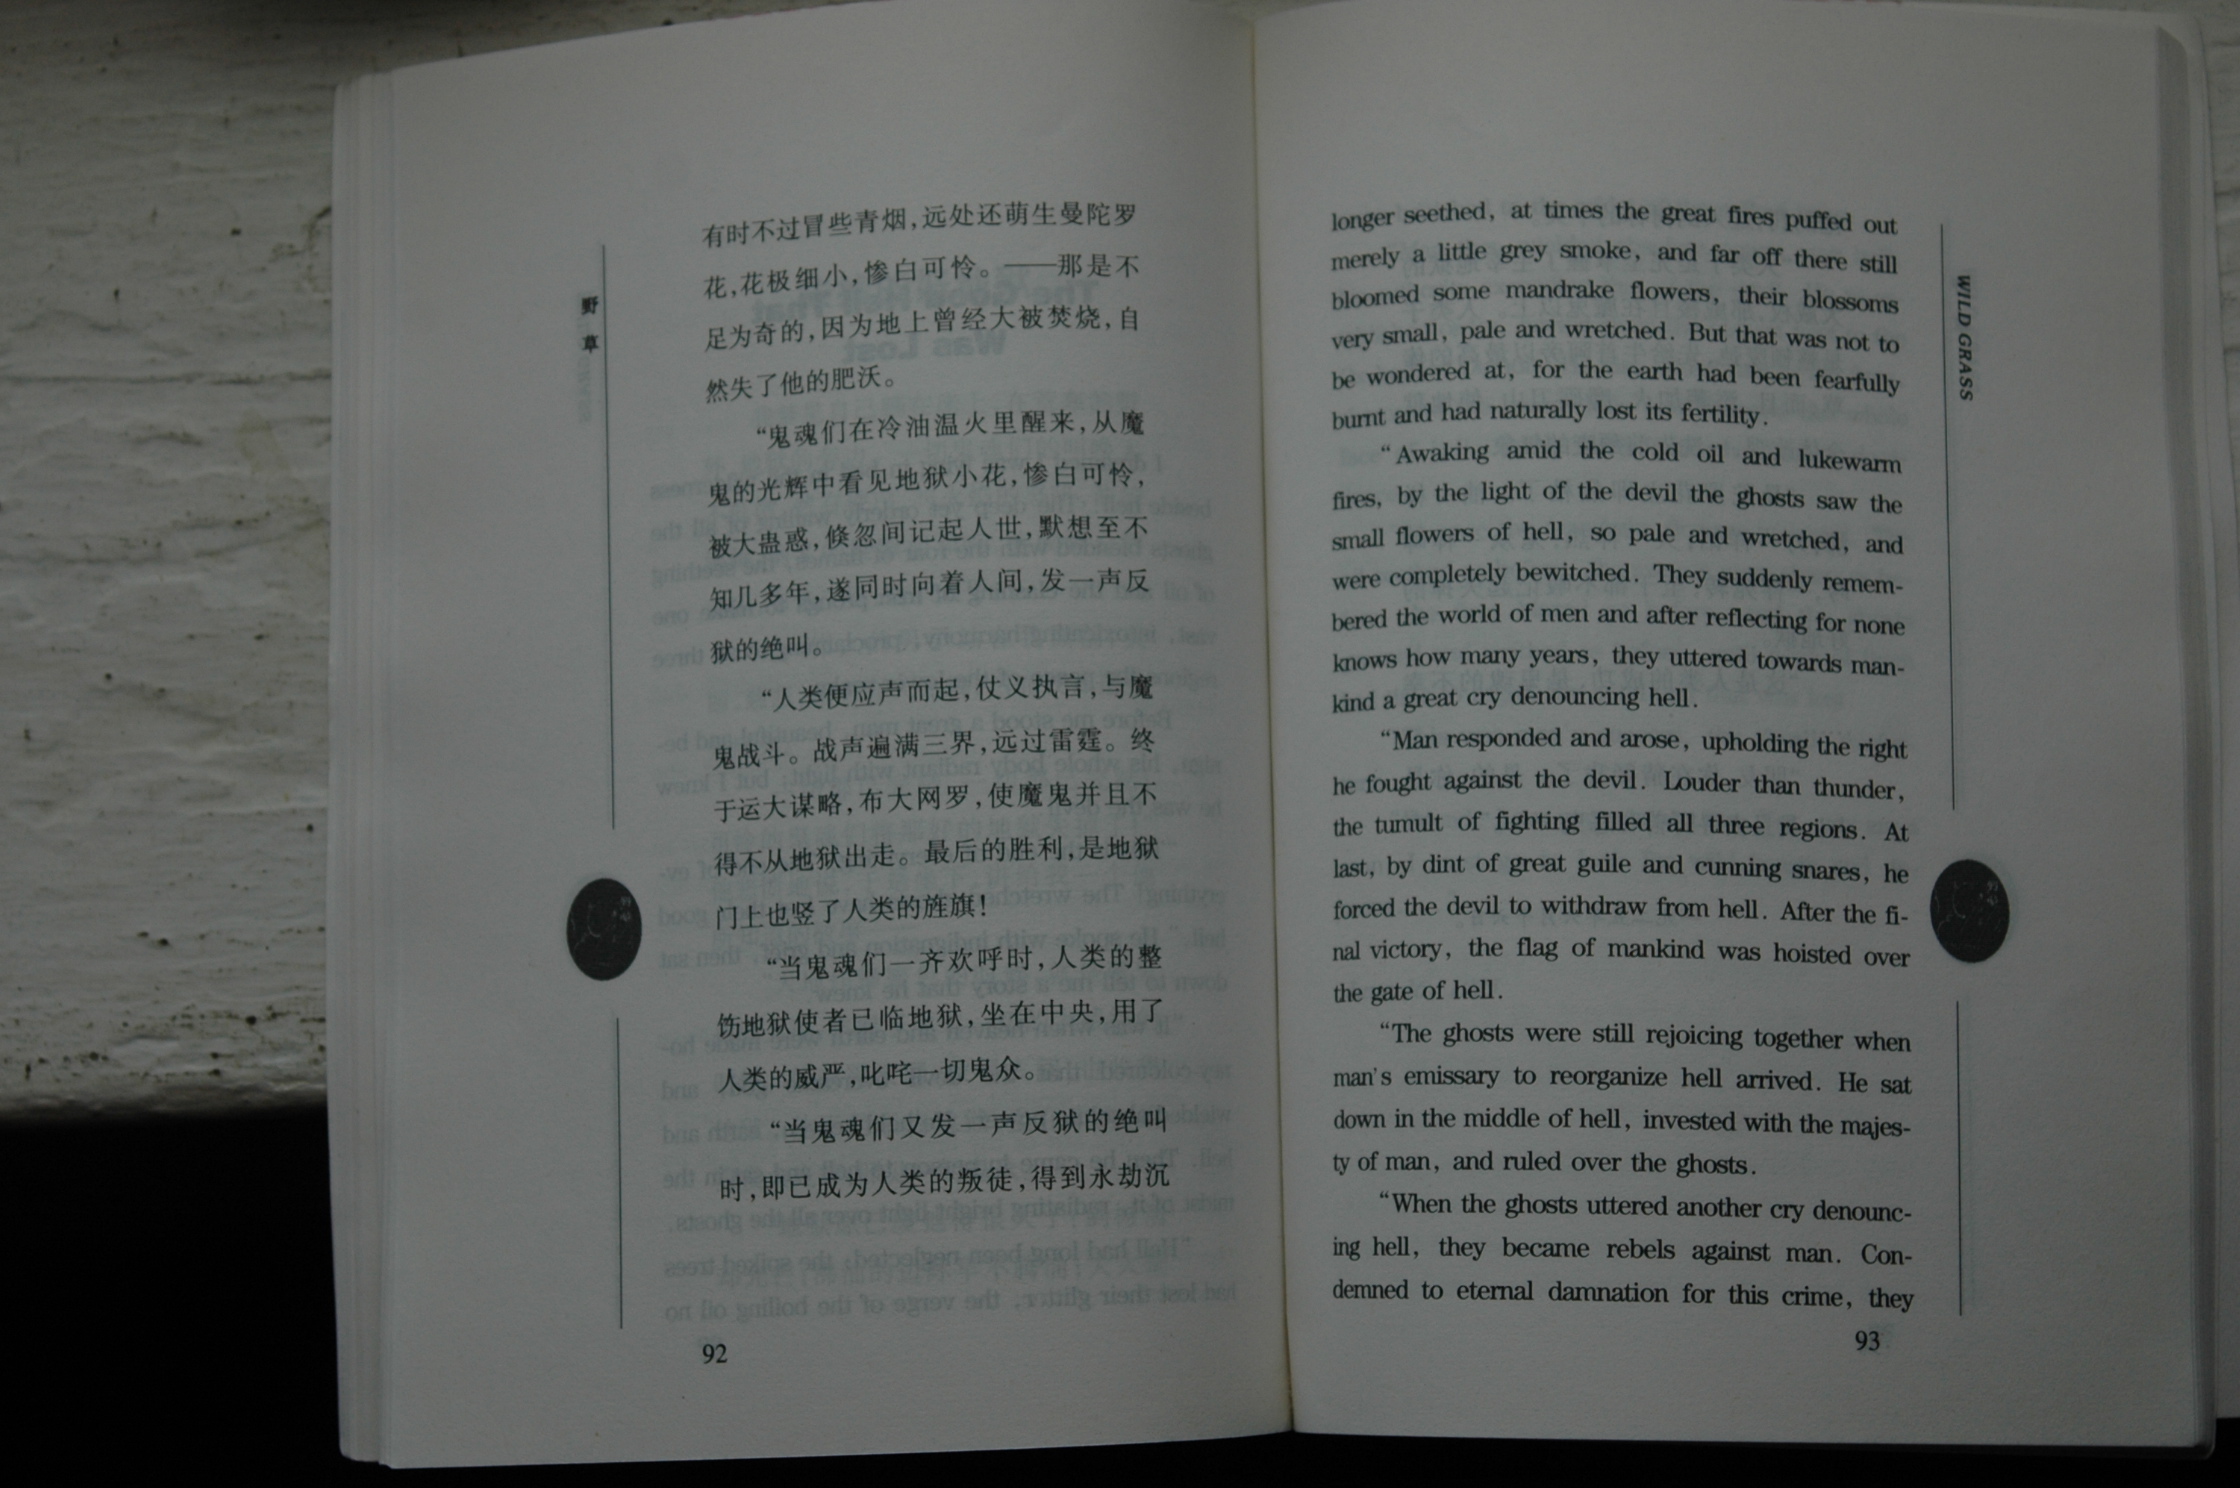 野草
有时不过冒些青烟,远处还萌生曼陀罗
花,花极细小,惨白可怜。——那是不
足为奇的,因为地上曾经大被焚烧,自
然失了他的肥沃。
“鬼魂们在冷油温火里醒来,从魔
鬼的光辉中看见地狱小花,惨白可怜,
被大蛊惑,倏忽间记起人世,默想至不
知几多年,遂同时向着人间,发一声反
狱的绝叫。
“人类便应声而起,仗义执言,与魔
鬼战斗。战声遍满三界,远过雷霆。终
于运大谋略,布大网罗,使魔鬼并且不
得不从地狱出走。最后的胜利,是地狱
门上也竖了人类的旌旗!
“当鬼魂们一齐欢呼时,人类的整
饬地狱使者已临地狱,坐在中央,用了
人类的威严,叱咤一切鬼众。
“当鬼魂们又发一声反狱的绝叫
时,即已成为人类的叛徒,得到永劫沉
92
longer seethed, at times the great fires puffed out
merely a little grey smoke, and far off there still
bloomed some mandrake flowers, their blossoms
very small, pale and wretched. But that was not to
be wondered at, for the earth had been fearfully
burnt and had naturally lost its fertility.
“Awaking amid the cold oil and lukewarm
fires, by the light of the devil the ghosts saw the
small flowers of hell, so pale and wretched, and
were completely bewitched. They suddenly remem-
bered the world of men and after reflecting for none
knows how many years, they uttered towards man-
kind a great cry denouncing hell.
“Man responded and arose, upholding the right
he fought against the devil. Louder than thunder,
the tumult of fighting filled all three regions. At
last, by dint of great guile and cunning snares, he
forced the devil to withdraw from hell. After the fi-
nal victory, the flag of mankind was hoisted over
the gate of hell.
“The ghosts were still rejoicing together when
man's emissary to reorganize hell arrived. He sat
down in the middle of hell, invested with the majes-
ty of man, and ruled over the ghosts.
“When the ghosts uttered another cry denounc-
ing hell, they became rebels against man. Con-
demned to eternal damnation for this crime, they
93
WILD GRASS